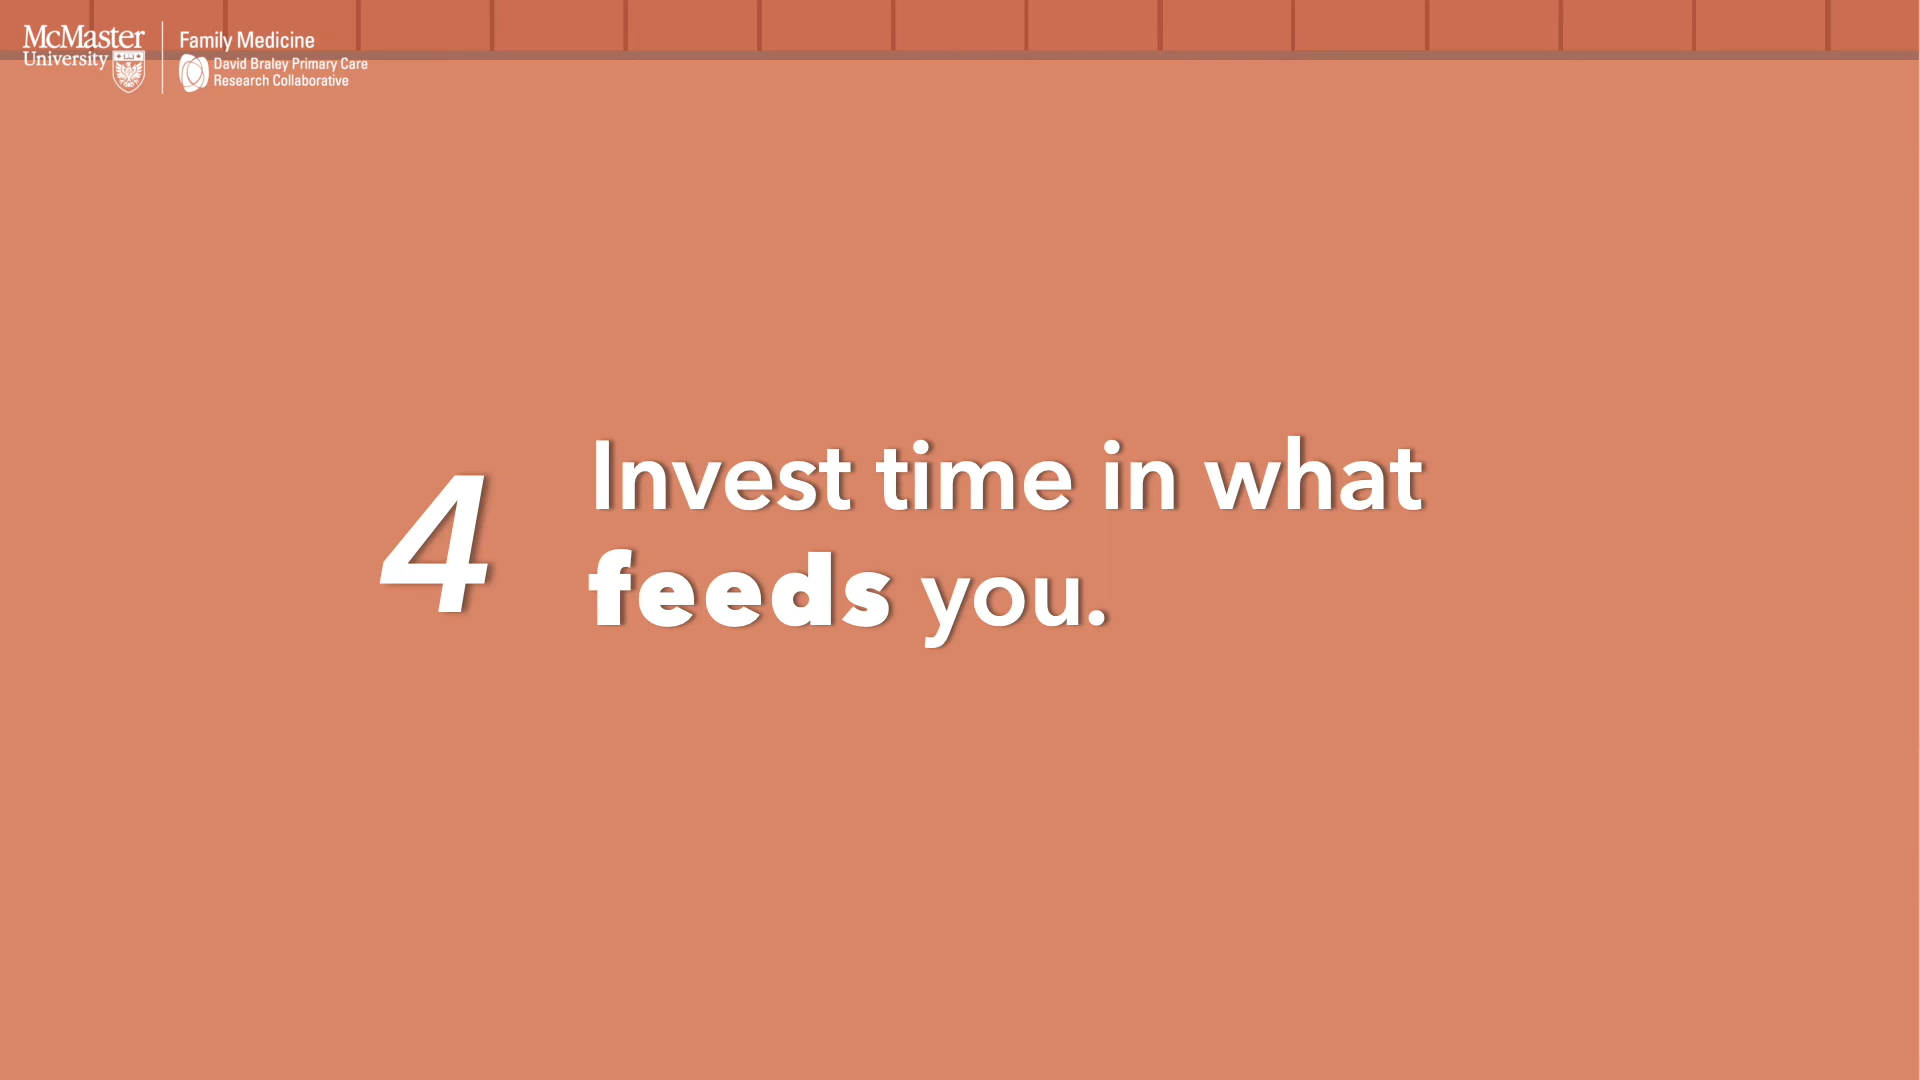 McMaster
University
Family Medicine
David Braley Primary Care
Research Collaborative
4
Invest time in what
feeds you.